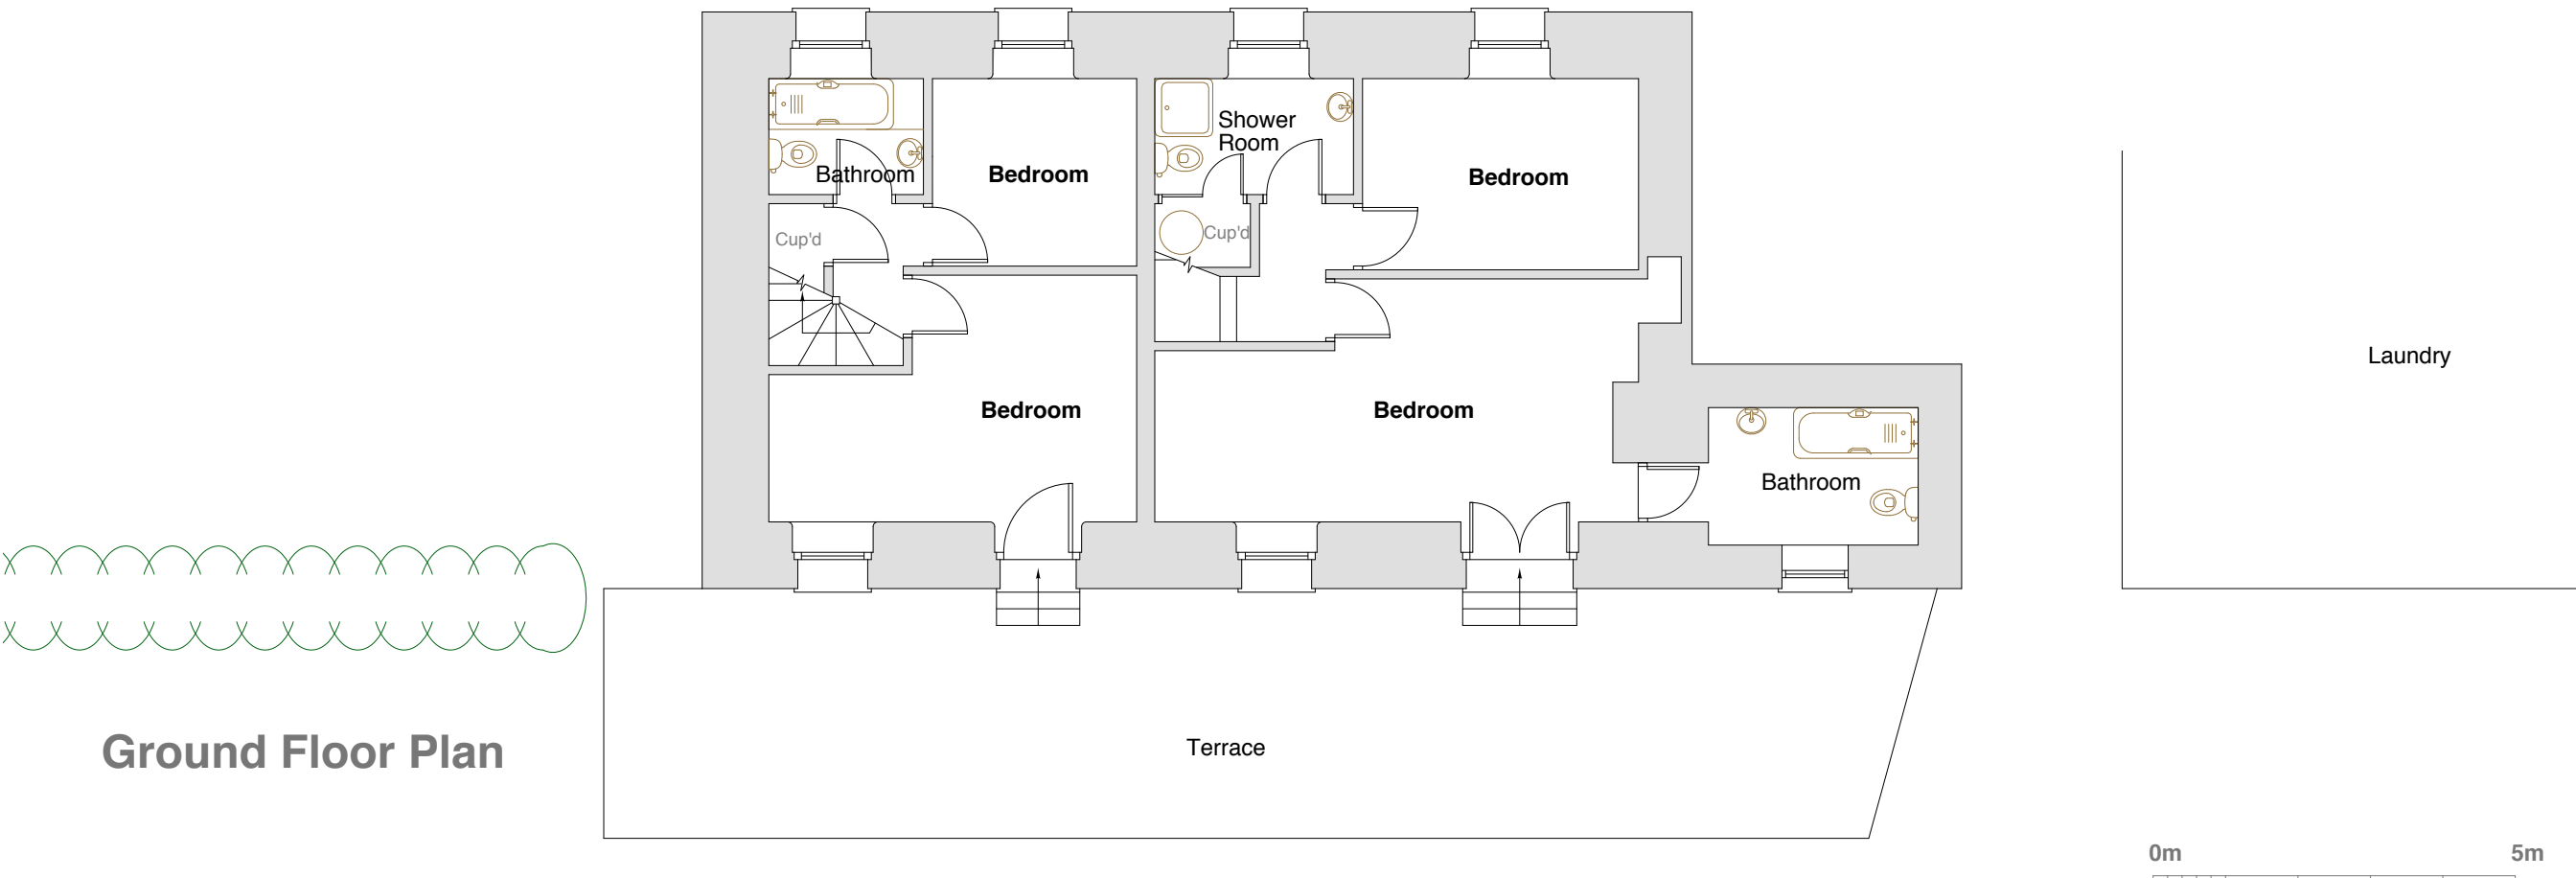 Shower
Room
Bathroom
Bedroom
Bedroom
Cup'd
Cup'd
Laundry
Bedroom
Bedroom
Bathroom
Terrace
Ground Floor Plan
0m
5m